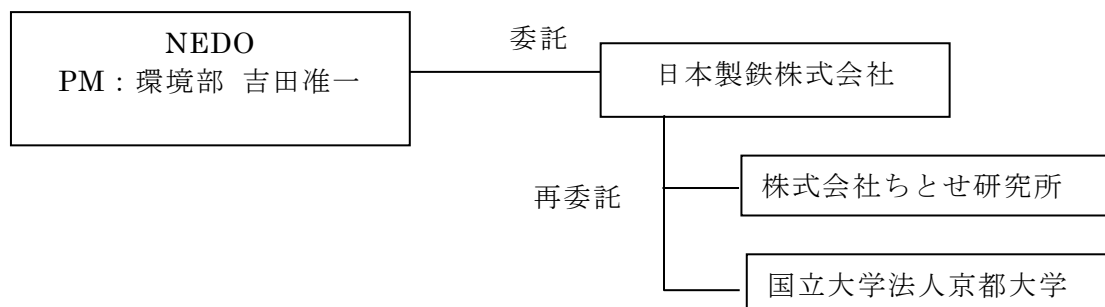 NEDO
PM：環境部 吉田准一
委託
日本製鉄株式会社
再委託
株式会社ちとせ研究所
国立大学法人京都大学